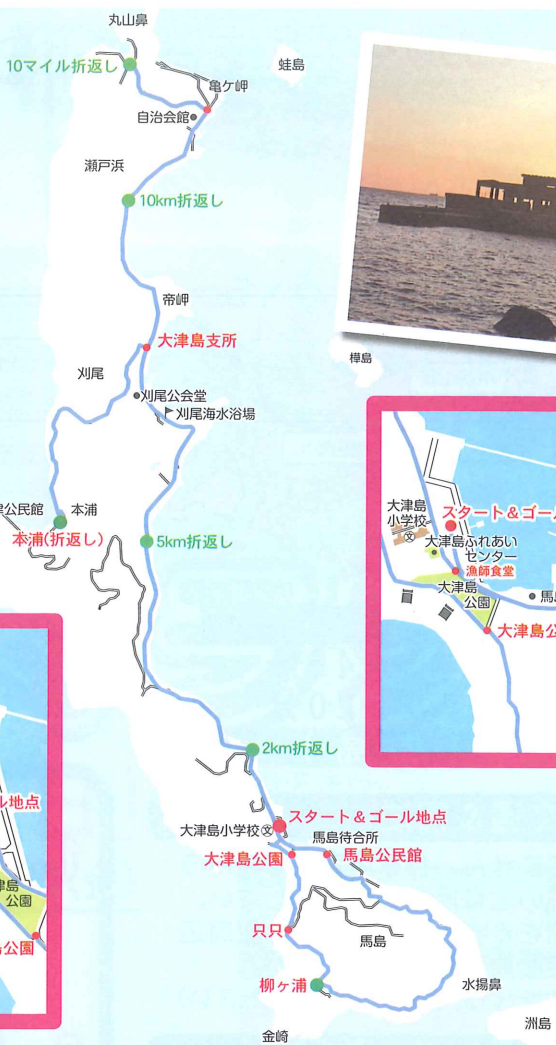 丸山鼻
10マイル折返し
蛙島
亀ケ岬
自治会館
瀬戸浜
10km折返し
帝岬
大津島支所
樺島
刈尾
刈尾公会堂
刈尾海水浴場
公民館
本浦
本浦(折返し)
5km折返し
大津島
小学校
スタート&ゴー
大津島ふれあい
センター
漁師食堂
大津島
公園
馬
大津島公
2km折返し
スタート&ゴール地点
大津島小学校
馬島待合所
大津島公園
馬島公民館
ル地点
島
公園
公園
只只
馬島
柳ヶ浦
水揚鼻
金崎
洲島